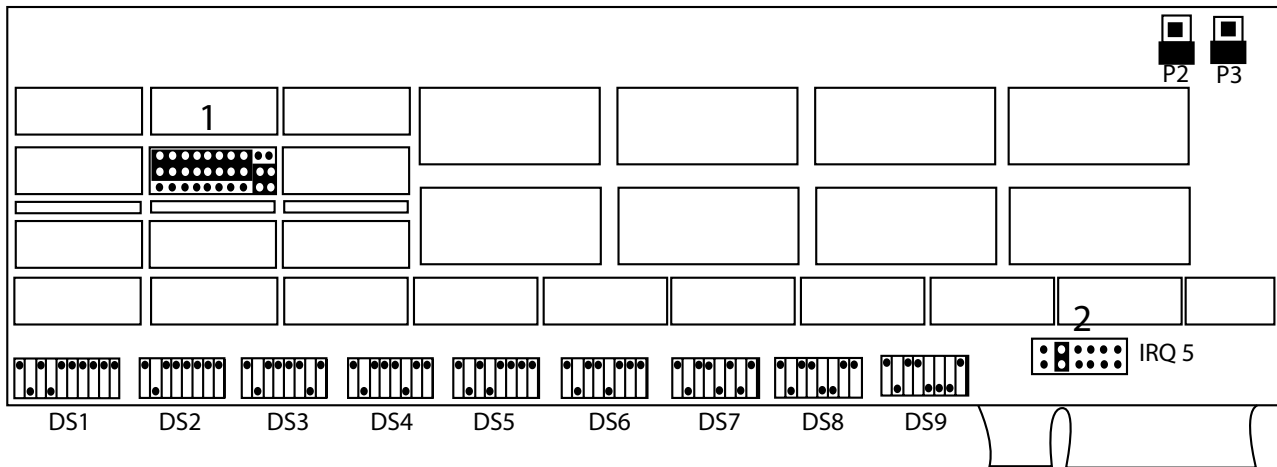 P2 P3
1
2
IRQ 5
DS1 DS2 DS3 DS4 DS5 DS6 DS7 DS8 DS9